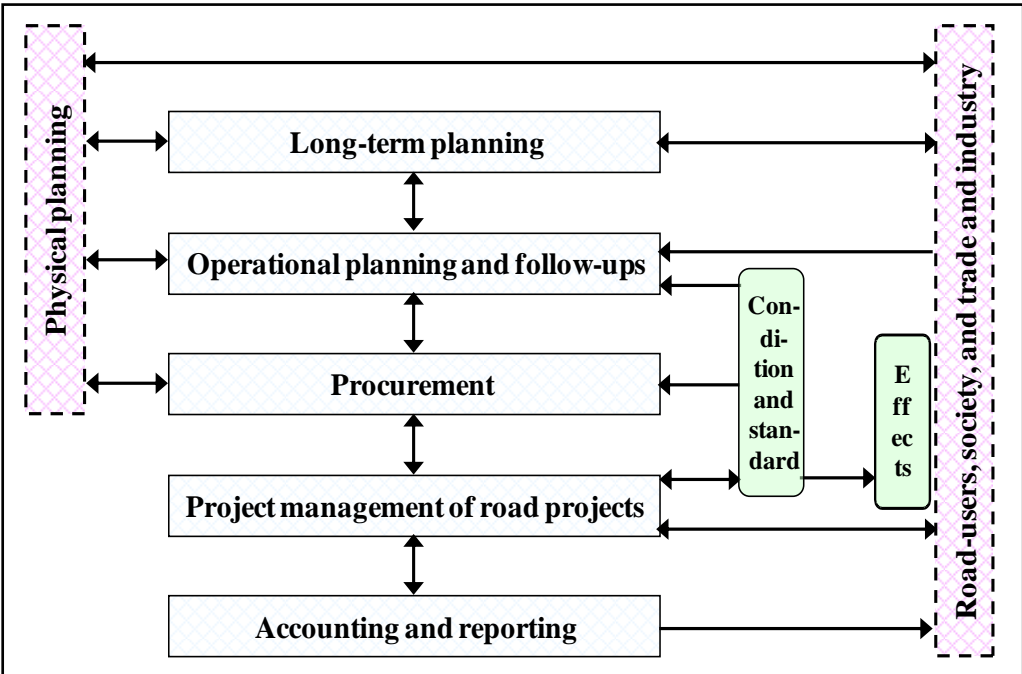 Physical planning
Long-term planning
Operational planning and follow-ups
Procurement
Project management of road projects
Accounting and reporting
Con-
di-
tion
and
stan-
dard
E
ff
ec
ts
Road-users, society, and trade and industry